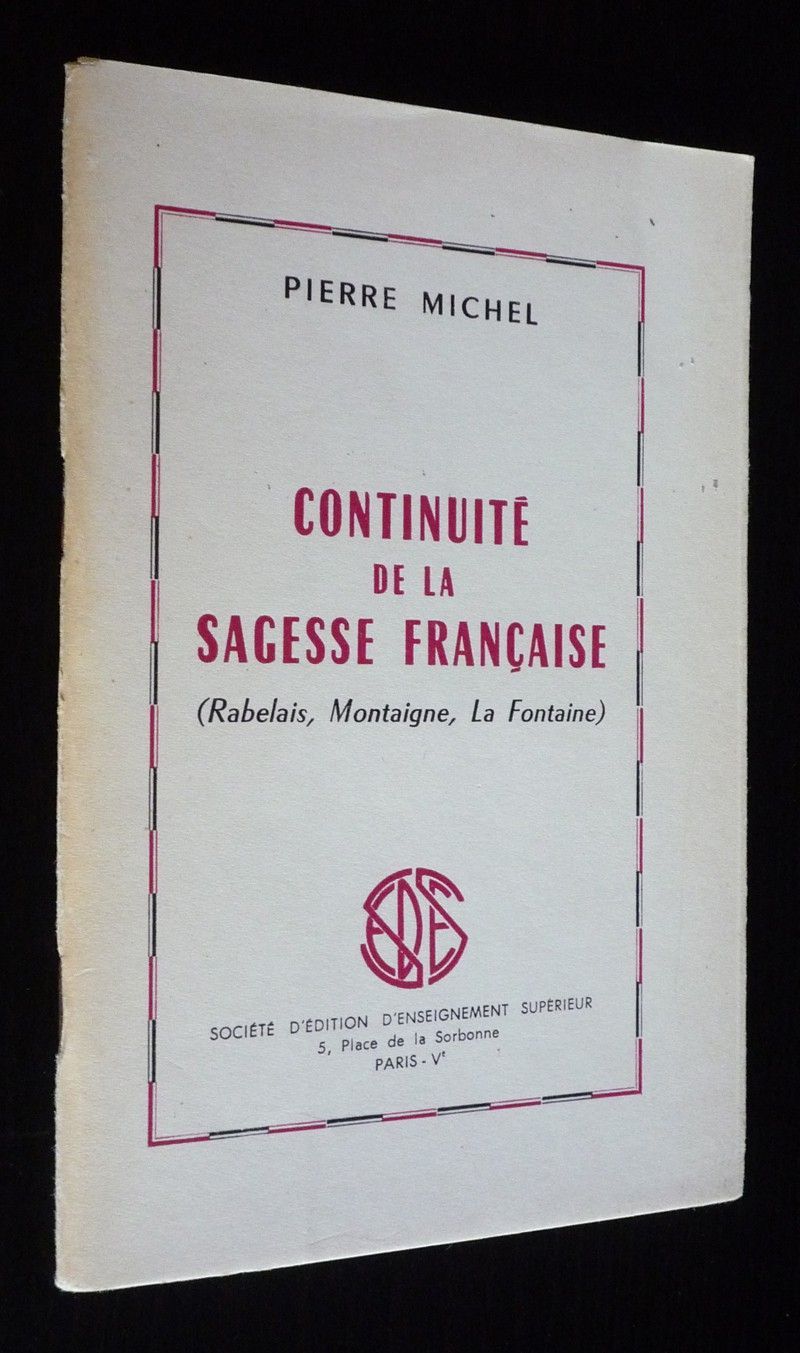 PIERRE MICHEL
CONTINUITÉ
DE LA
SAGESSE FRANÇAISE
(Rabelais, Montaigne, La Fontaine)
SEDES
SOCIÉTÉ D'ÉDITION D'ENSEIGNEMENT SUPÉRIEUR
5, Place de la Sorbonne
PARIS - Vᵉ